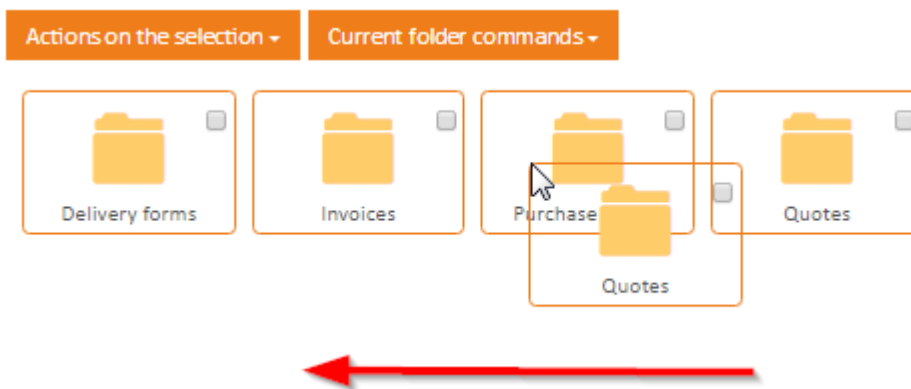 Actions on the selection
Current folder commands
Delivery forms
Invoices
Purchase
Quotes
Quotes